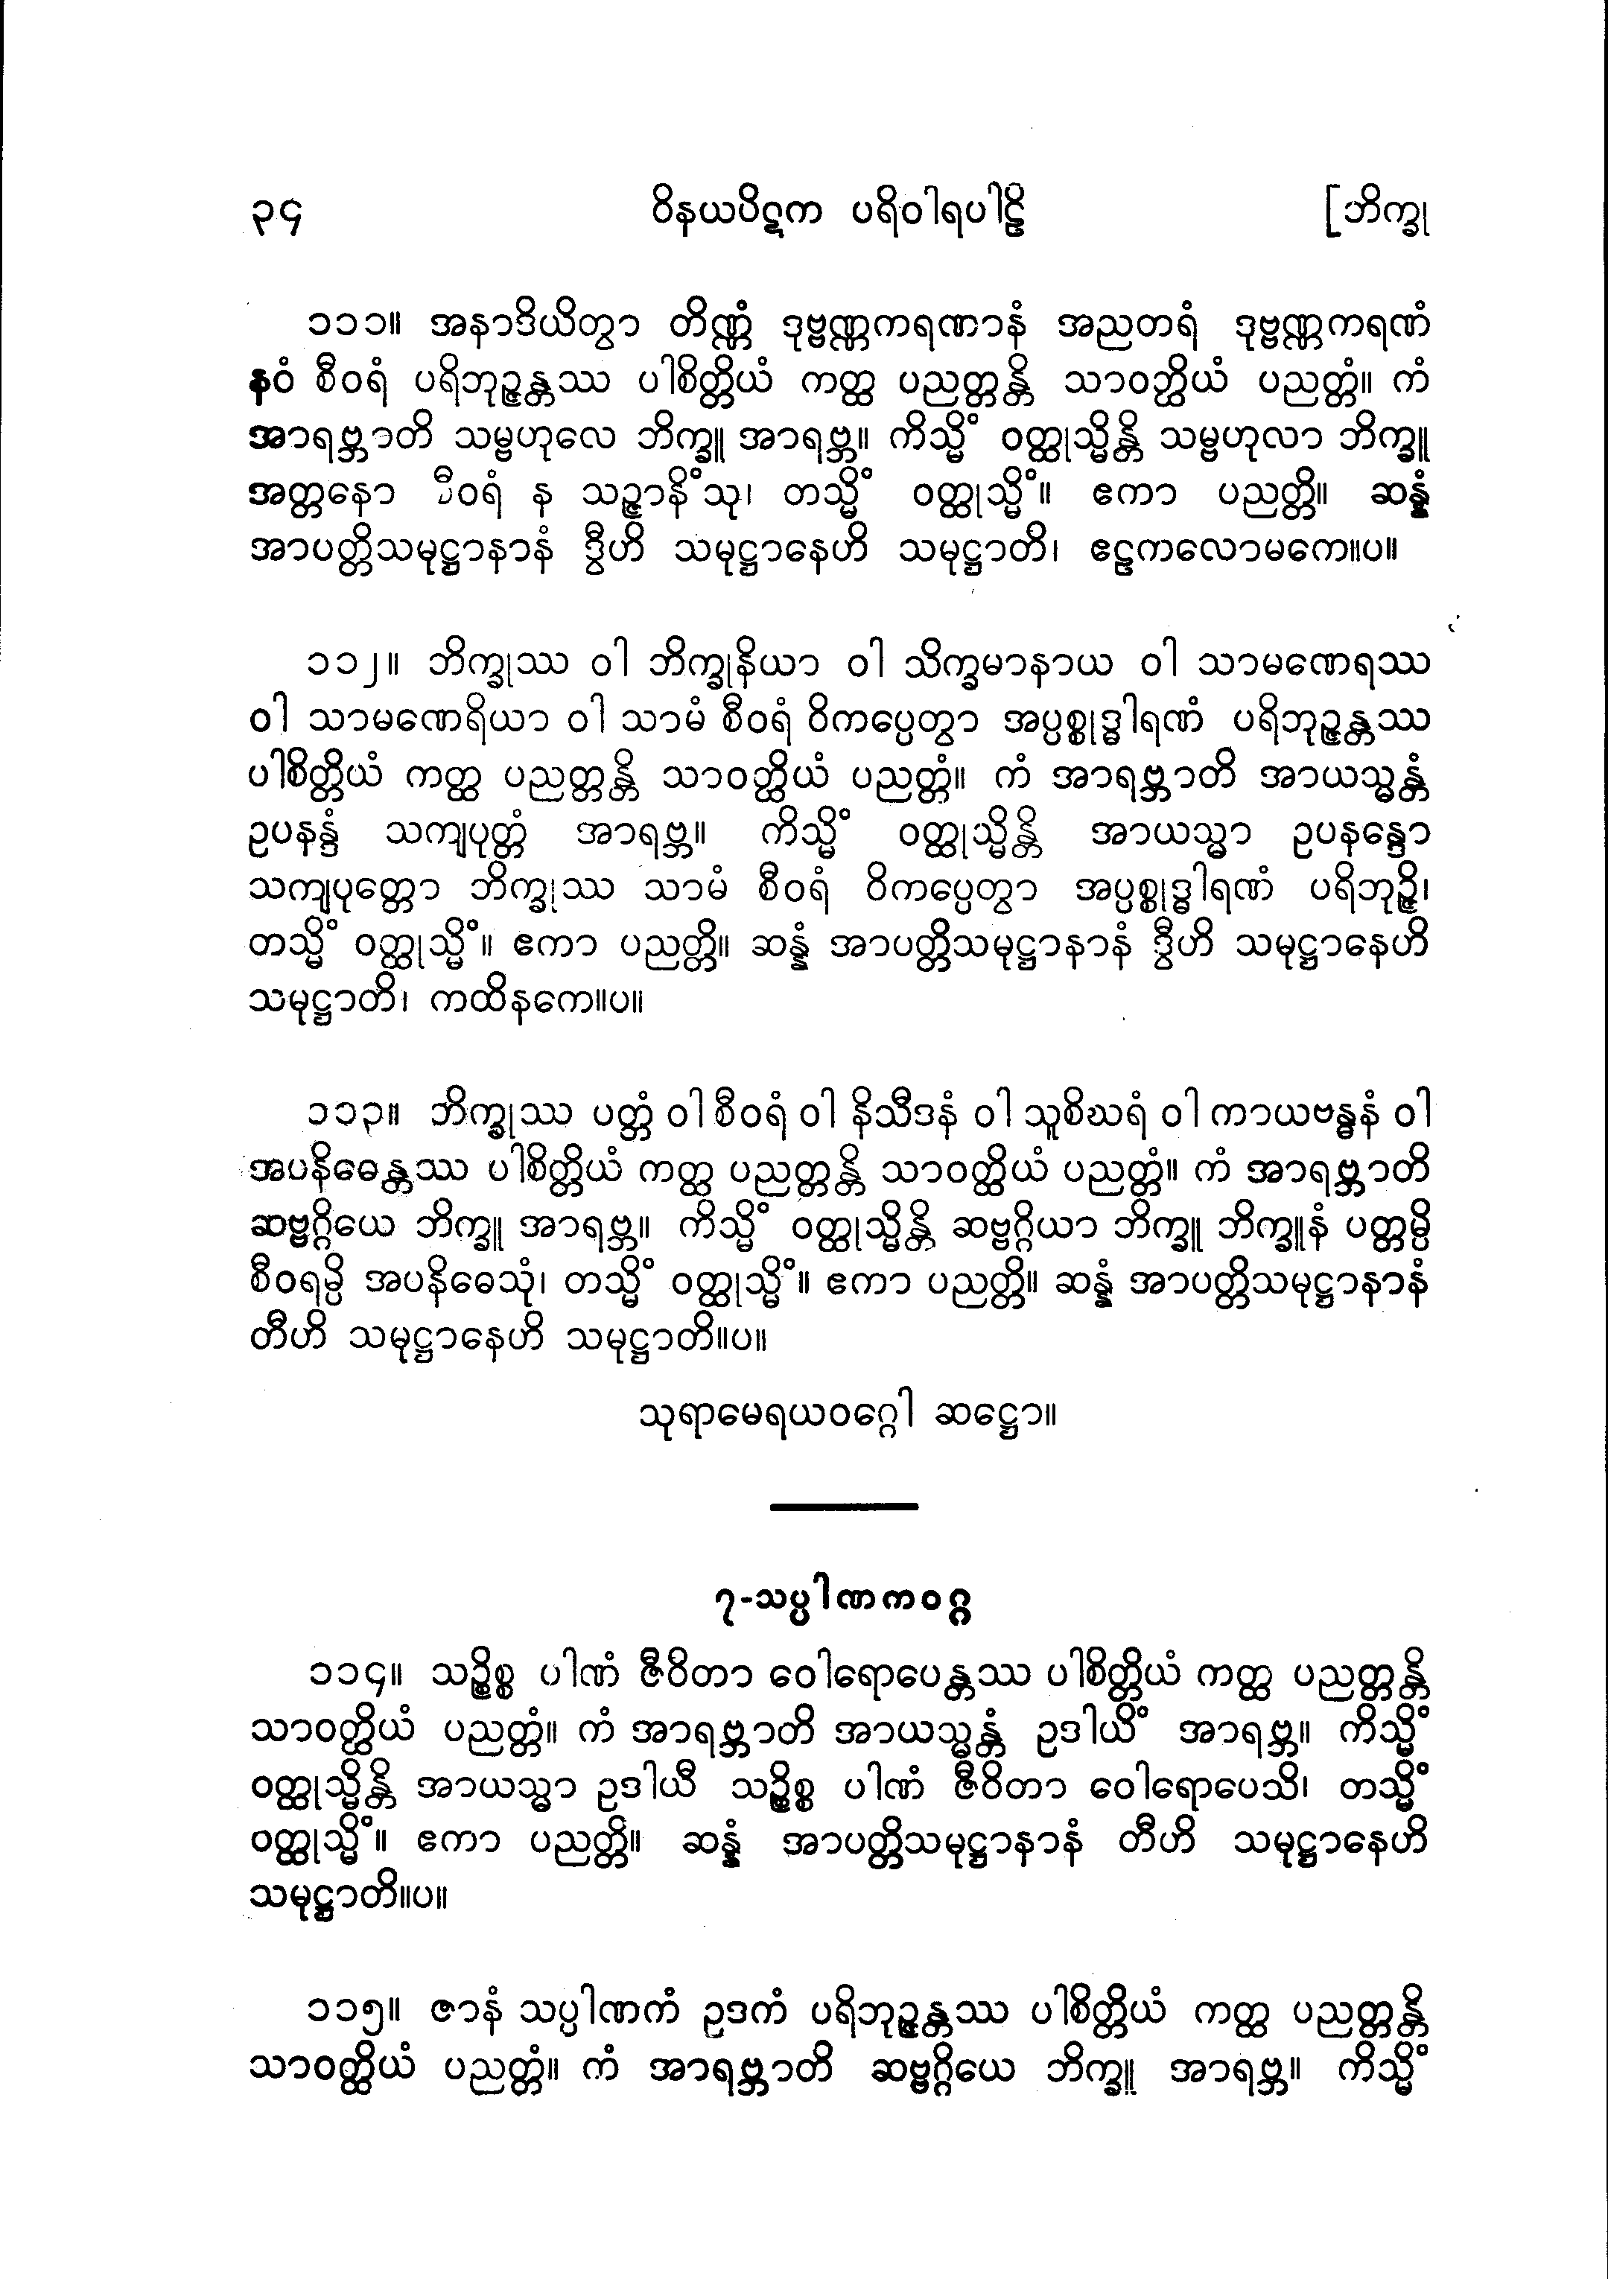 ၃၄ ဝိနယပိဋက ပရိဝါရပါဠိ [ဘိက္ခု
၁၁၁။ အနာဒိယိတွာ တိဏ္ဏံ ဒုဗ္ဗဏ္ဏကရဏာနံ အညတရံ ဒုဗ္ဗဏ္ဏကရဏံ
နဝံ စီဝရံ ပရိဘုဉ္ဇန္တဿ ပါစိတ္တိယံ ကတ္ထ ပညတ္တန္တိ သာဝတ္ထိယံ ပညတ္တံ။ ကံ
အာရဗ္ဘာတိ သမ္ဗဟုလေ ဘိက္ခူ အာရဗ္ဘ။ ကိသ္မိံ ဝတ္ထုသ္မိန္တိ သမ္ဗဟုလာ ဘိက္ခူ
အတ္တနော စီဝရံ န သဉ္ဇာနိံသု၊ တသ္မိံ ဝတ္ထုသ္မိံ။ ဧကာ ပညတ္တိ။ ဆန္နံ
အာပတ္တိသမုဋ္ဌာနာနံ ဒွီဟိ သမုဋ္ဌာနေဟိ သမုဋ္ဌာတိ၊ ဧဠကလောမကေ။ပ။
၁၁၂။ ဘိက္ခုဿ ဝါ ဘိက္ခုနိယာ ဝါ သိက္ခမာနာယ ဝါ သာမဏေရဿ
ဝါ သာမဏေရိယာ ဝါ သာမံ စီဝရံ ဝိကပ္ပေတွာ အပ္ပစ္စုဒ္ဓါရဏံ ပရိဘုဉ္ဇန္တဿ
ပါစိတ္တိယံ ကတ္ထ ပညတ္တန္တိ သာဝတ္ထိယံ ပညတ္တံ။ ကံ အာရဗ္ဘာတိ အာယသ္မန္တံ
ဥပနန္ဒံ သကျပုတ္တံ အာရဗ္ဘ။ ကိသ္မိံ ဝတ္ထုသ္မိန္တိ အာယသ္မာ ဥပနန္ဒော
သကျပုတ္တော ဘိက္ခုဿ သာမံ စီဝရံ ဝိကပ္ပေတွာ အပ္ပစ္စုဒ္ဓါရဏံ ပရိဘုဉ္ဇိ၊
တသ္မိံ ဝတ္ထုသ္မိံ။ ဧကာ ပညတ္တိ။ ဆန္နံ အာပတ္တိသမုဋ္ဌာနာနံ ဒွီဟိ သမုဋ္ဌာနေဟိ
သမုဋ္ဌာတိ၊ ကထိနကေ။ပ။
၁၁၃။ ဘိက္ခုဿ ပတ္တံ ဝါ စီဝရံ ဝါ နိသီဒနံ ဝါ သူစိဃရံ ဝါ ကာယဗန္ဓနံ ဝါ
အပနိဓေန္တဿ ပါစိတ္တိယံ ကတ္ထ ပညတ္တန္တိ သာဝတ္ထိယံ ပညတ္တံ။ ကံ အာရဗ္ဘာတိ
ဆဗ္ဗဂ္ဂိယေ ဘိက္ခူ အာရဗ္ဘ။ ကိသ္မိံ ဝတ္ထုသ္မိန္တိ ဆဗ္ဗဂ္ဂိယာ ဘိက္ခူ ဘိက္ခူနံ ပတ္တမ္ပိ
စီဝရမ္ပိ အပနိဓေသုံ၊ တသ္မိံ ဝတ္ထုသ္မိံ။ ဧကာ ပညတ္တိ။ ဆန္နံ အာပတ္တိသမုဋ္ဌာနာနံ
တီဟိ သမုဋ္ဌာနေဟိ သမုဋ္ဌာတိ။ပ။
သုရာမေရယဝဂ္ဂေါ ဆဋ္ဌော။
၇-သပ္ပါဏကဝဂ္ဂ
၁၁၄။ သဉ္စိစ္စ ပါဏံ ဇီဝိတာ ဝေါရောပေန္တဿ ပါစိတ္တိယံ ကတ္ထ ပညတ္တန္တိ
သာဝတ္ထိယံ ပညတ္တံ။ ကံ အာရဗ္ဘာတိ အာယသ္မန္တံ ဥဒါယိံ အာရဗ္ဘ။ ကိသ္မိံ
ဝတ္ထုသ္မိန္တိ အာယသ္မာ ဥဒါယီ သဉ္စိစ္စ ပါဏံ ဇီဝိတာ ဝေါရောပေသိ၊ တသ္မိံ
ဝတ္ထုသ္မိံ။ ဧကာ ပညတ္တိ။ ဆန္နံ အာပတ္တိသမုဋ္ဌာနာနံ တီဟိ သမုဋ္ဌာနေဟိ
သမုဋ္ဌာတိ။ပ။
၁၁၅။ ဇာနံ သပ္ပါဏကံ ဥဒကံ ပရိဘုဉ္ဇန္တဿ ပါစိတ္တိယံ ကတ္ထ ပညတ္တန္တိ
သာဝတ္ထိယံ ပညတ္တံ။ ကံ အာရဗ္ဘာတိ ဆဗ္ဗဂ္ဂိယေ ဘိက္ခူ အာရဗ္ဘ။ ကိသ္မိံ